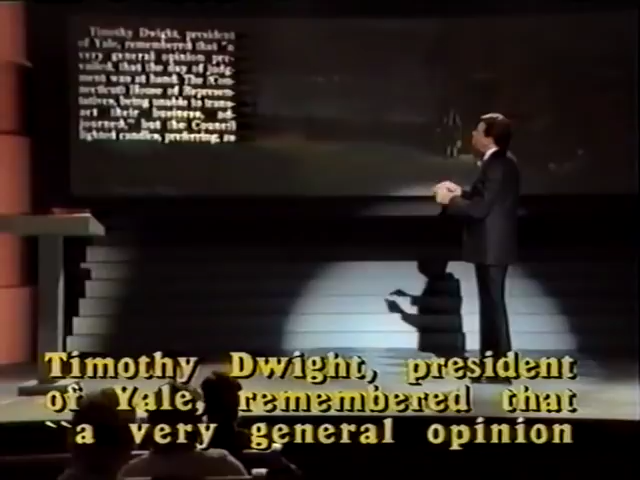 Timothy Dwight, president
of Yale, remembered that "a
very general opinion pre-
vailed, that the day of judg-
ment was at hand. The [Con-
necticut] House of Represen-
tatives, being unable to trans-
act their business, ad-
journed," but the Council
lighted candles, preferring, as
Timothy Dwight, president
of Yale, remembered that
``a very general opinion